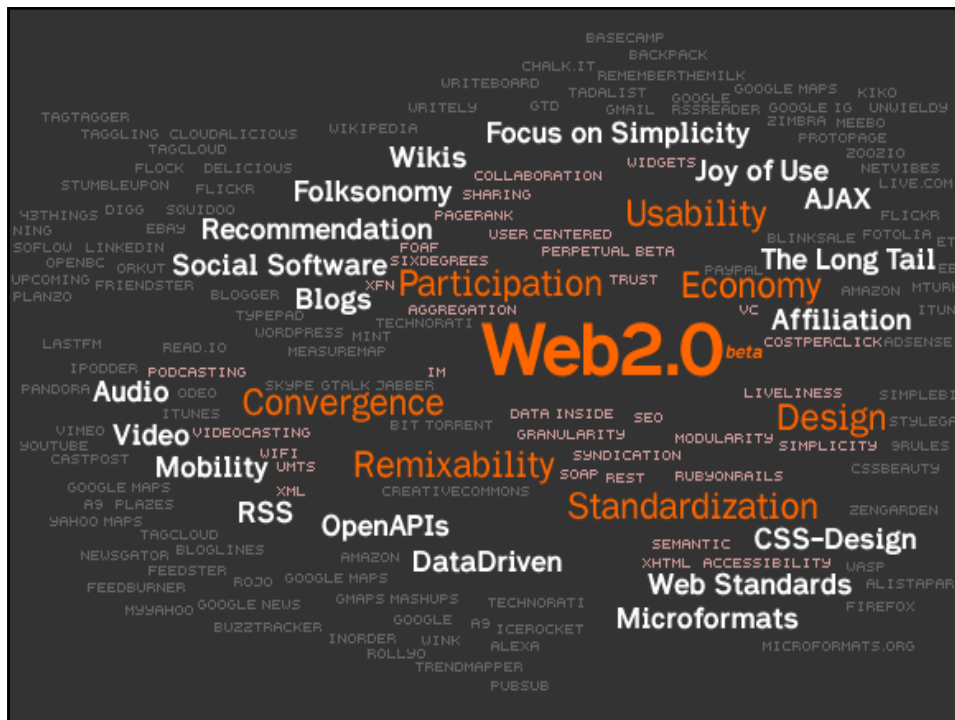 BASECAMP
BACKPACK
CHALK.IT
REMEMBERTHEMILK
WRITEBOARD
TADALIST
GOOGLE
RSSREADER
GOOGLE MAPS
KIKO
WRITELY
GTD
GMAIL
GOOGLE IG
UNWIELDY
TAGTAGGER
ZIMBRA
MEEBO
TAGGLING
CLOUDALICIOUS
WIKIPEDIA
Focus on Simplicity
PROTOPAGE
TAGCLOUD
Wikis
ZOOZIO
FLOCK
DELICIOUS
COLLABORATION
WIDGETS
Joy of Use
NETVIBES
STUMBLEUPON
FLICKR
Folksonomy
SHARING
AJAX
LIVE.COM
43THINGS
DIGG
SQUIDOO
PAGERANK
Usability
FLICKR
NING
EBAY
Recommendation
USER CENTERED
BLINKSALE
FOTOLIA
ET
SOFLOW
LINKEDIN
FOAF
PERPETUAL BETA
OPENBC
ORKUT
Social Software
SIXDEGREES
PAYPAL
The Long Tail
EB
UPCOMING
FRIENDSTER
XFN
Participation
TRUST
Economy
AMAZON
MTURK
PLANZO
BLOGGER
Blogs
AGGREGATION
VC
ITUN
TYPEPAD
TECHNORATI
Affiliation
WORDPRESS
MINT
Web2.0
beta
COSTPERCLICK
ADSENSE
LASTFM
READ.IO
MEASUREMAP
IPODDER
PODCASTING
IM
PANDORA
Audio
ODEO
SKYPE
GTALK
JABBER
LIVELINESS
SIMPLEBI
ITUNES
Convergence
DATA INSIDE
SEO
Design
STYLEGA
VIMEO
Video
VIDEOCASTING
BIT TORRENT
GRANULARITY
MODULARITY
SIMPLICITY
9RULES
YOUTUBE
CASTPOST
Mobility
WIFI
UMTS
Remixability
SYNDICATION
SOAP
REST
RUBYONRAILS
CSSBEAUTY
GOOGLE MAPS
XML
CREATIVECOMMONS
A9
PLAZES
RSS
Standardization
ZENGARDEN
YAHOO MAPS
OpenAPIs
TAGCLOUD
SEMANTIC
CSS-Design
NEWSGATOR
BLOGLINES
AMAZON
DataDriven
XHTML
ACCESSIBILITY
WASP
FEEDSTER
ROJO
GOOGLE MAPS
Web Standards
ALISTAPAR
FEEDBURNER
MYYAHOO
GOOGLE NEWS
GMAPS MASHUPS
TECHNORATI
FIREFOX
BUZZTRACKER
GOOGLE
A9
ICEROCKET
Microformats
INORDER
WINK
ALEXA
MICROFORMATS.ORG
ROLLYO
TRENDMAPPER
PUBSUB